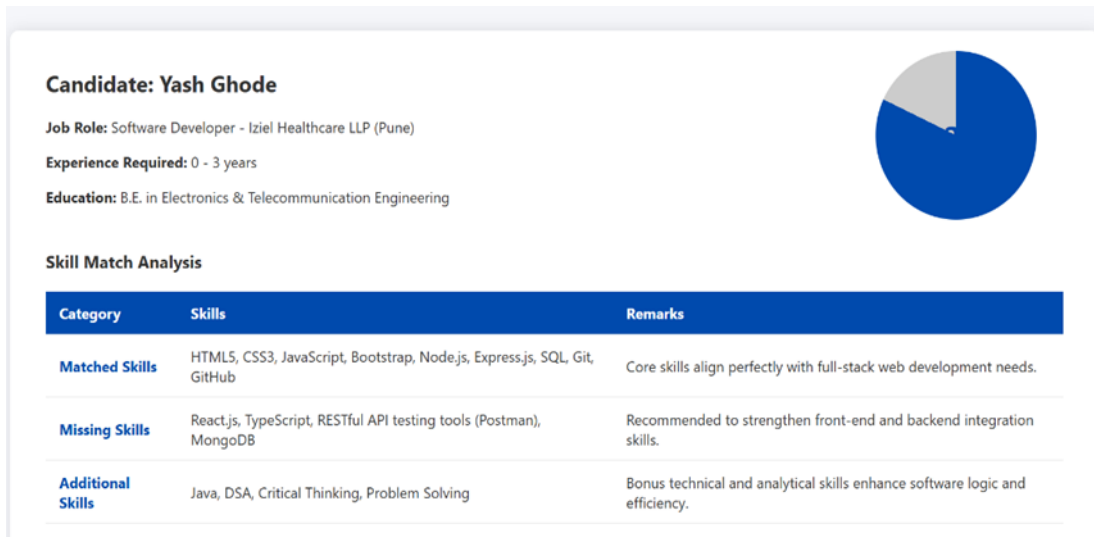 Candidate: Yash Ghode
Job Role: Software Developer - Iziel Healthcare LLP (Pune)
Experience Required: 0 - 3 years
Education: B.E. in Electronics & Telecommunication Engineering
Skill Match Analysis
Category Skills Remarks
Matched Skills HTML5, CSS3, JavaScript, Bootstrap, Node.js, Express.js, SQL, Git, GitHub Core skills align perfectly with full-stack web development needs.
Missing Skills React.js, TypeScript, RESTful API testing tools (Postman), MongoDB Recommended to strengthen front-end and backend integration skills.
Additional Skills Java, DSA, Critical Thinking, Problem Solving Bonus technical and analytical skills enhance software logic and efficiency.